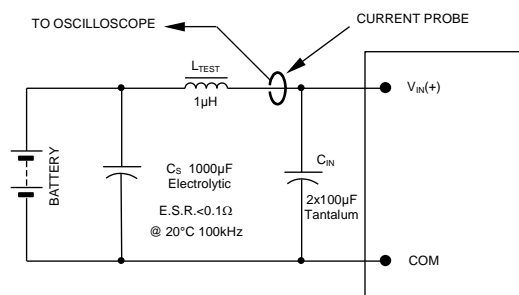 TO OSCILLOSCOPE
CURRENT PROBE
LTEST
1μH
VIN(+)
BATTERY
CS 1000μF
Electrolytic
E.S.R.<0.1Ω
@ 20°C 100kHz
CIN
2x100μF
Tantalum
COM